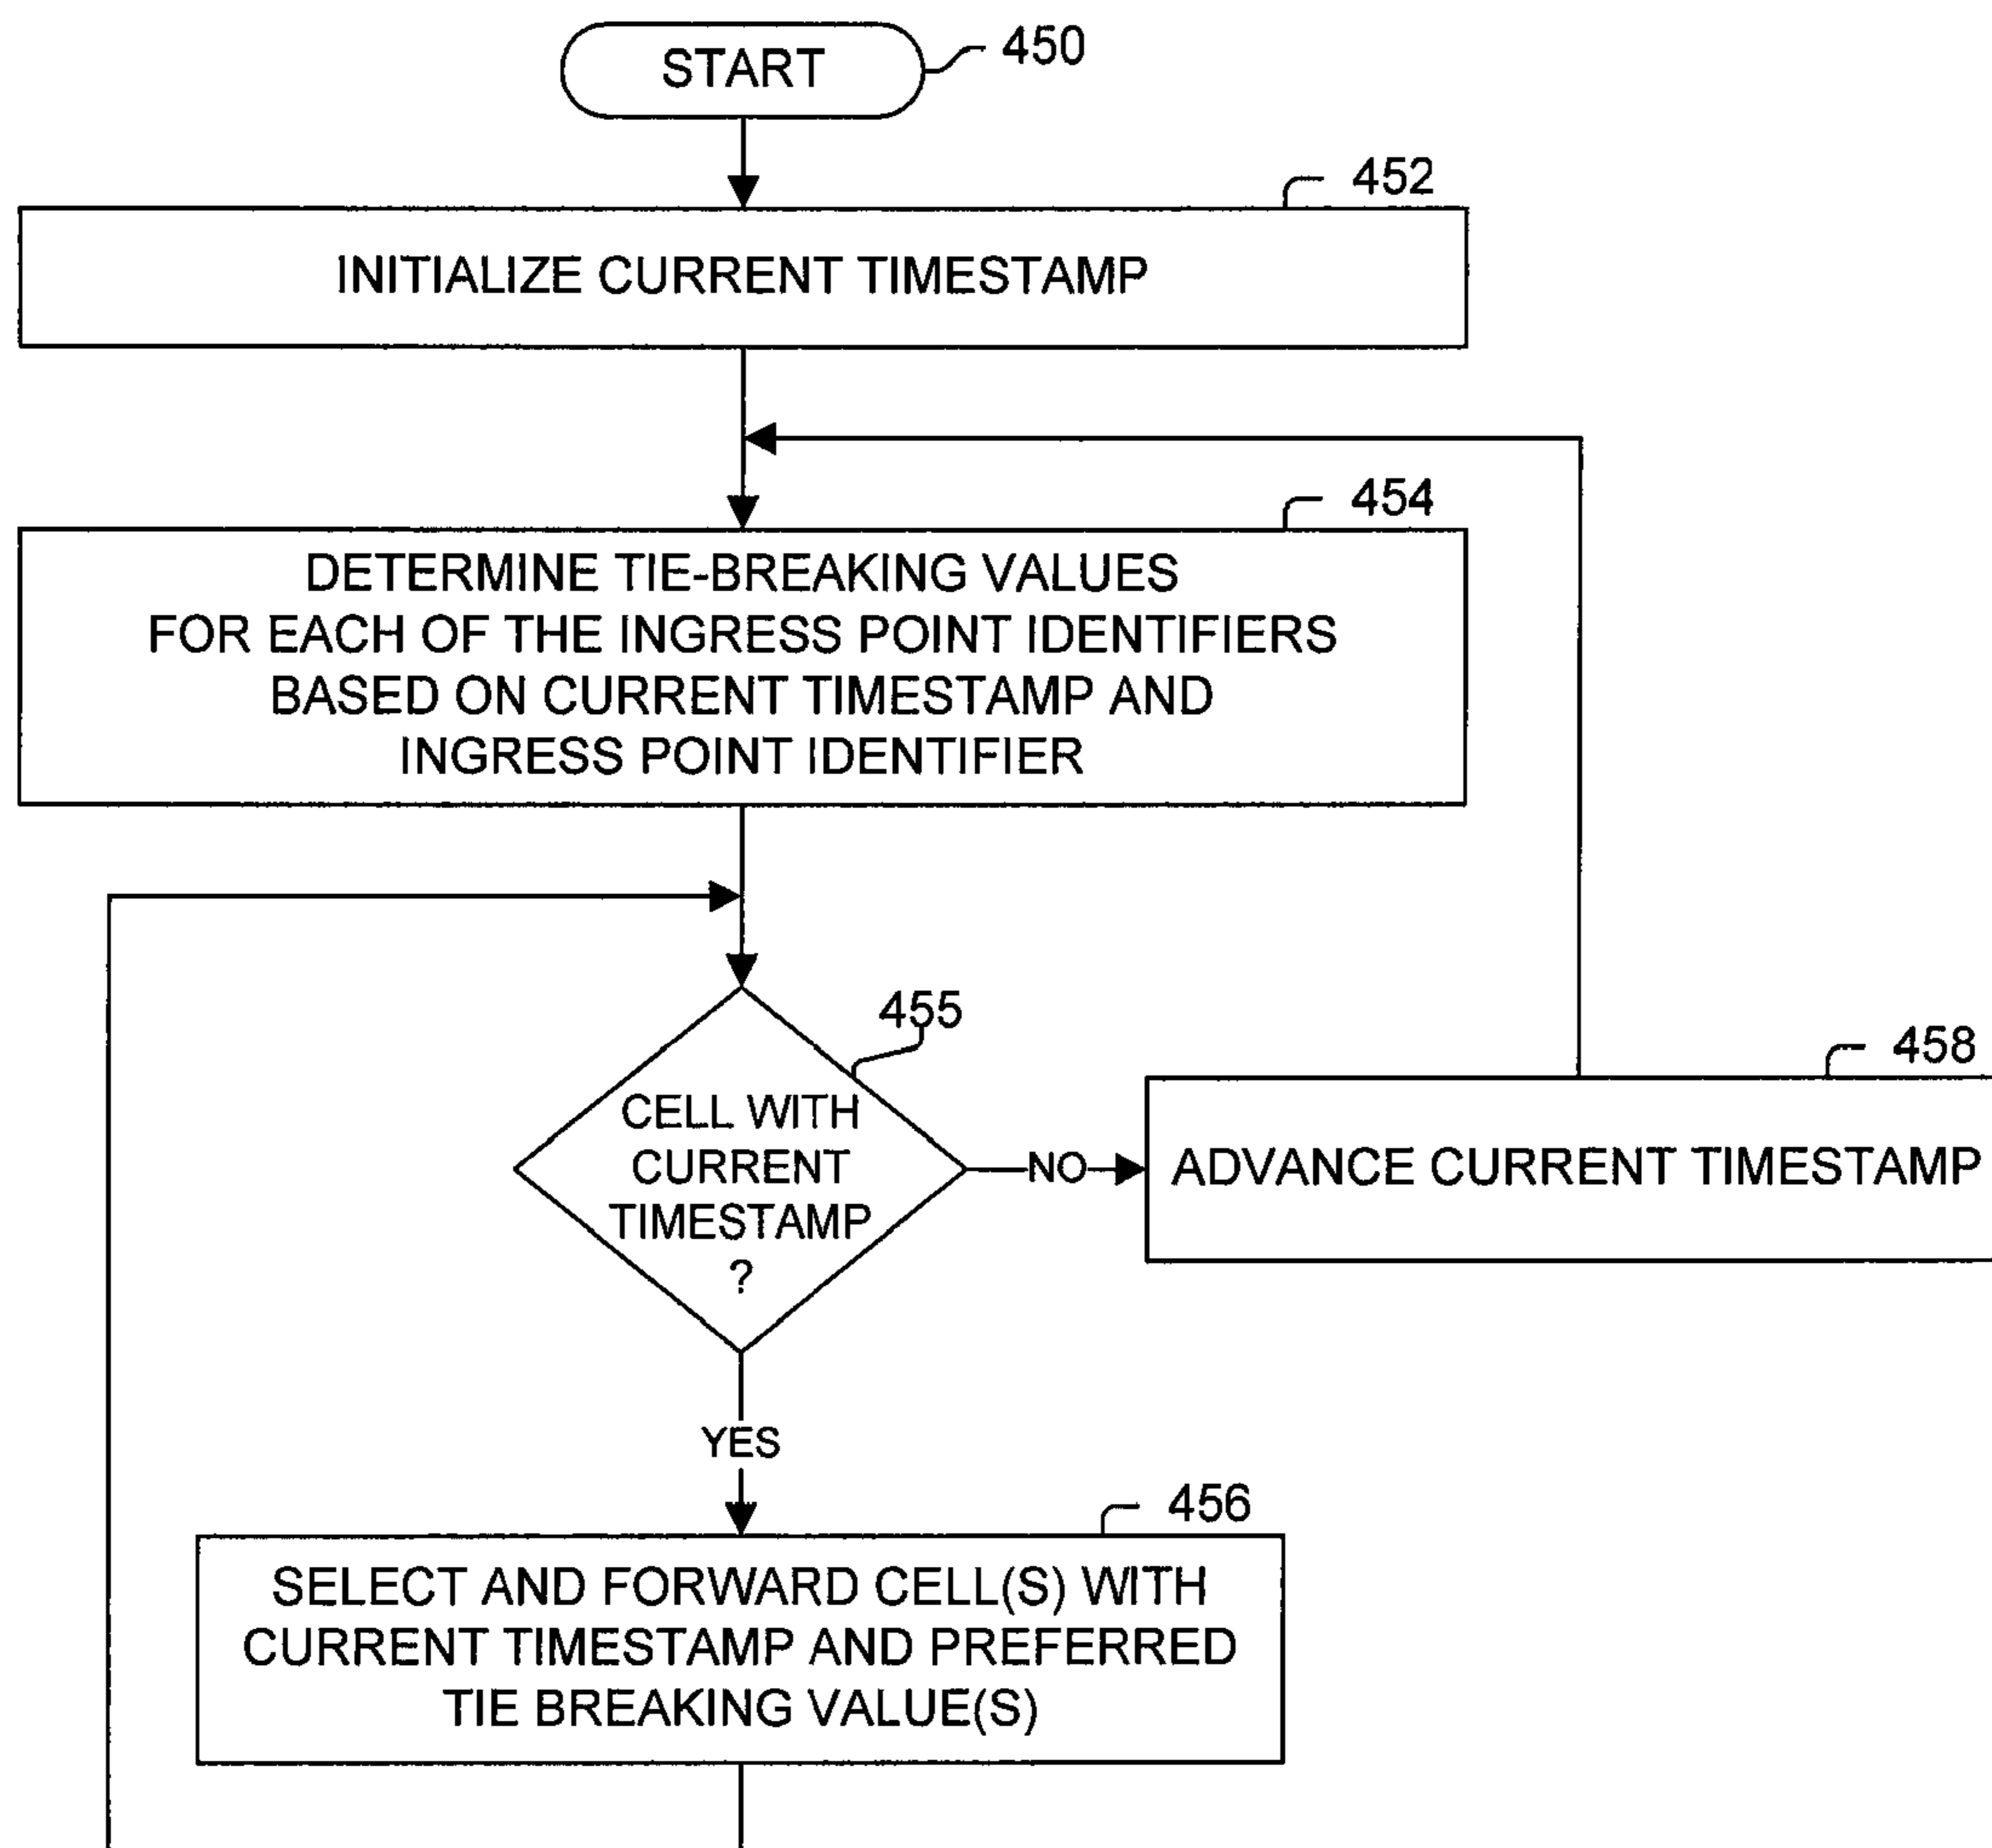 START
450
452
INITIALIZE CURRENT TIMESTAMP
454
DETERMINE TIE-BREAKING VALUES
FOR EACH OF THE INGRESS POINT IDENTIFIERS
BASED ON CURRENT TIMESTAMP AND
INGRESS POINT IDENTIFIER
455
CELL WITH
CURRENT
TIMESTAMP
?
NO
458
ADVANCE CURRENT TIMESTAMP
YES
456
SELECT AND FORWARD CELL(S) WITH
CURRENT TIMESTAMP AND PREFERRED
TIE BREAKING VALUE(S)